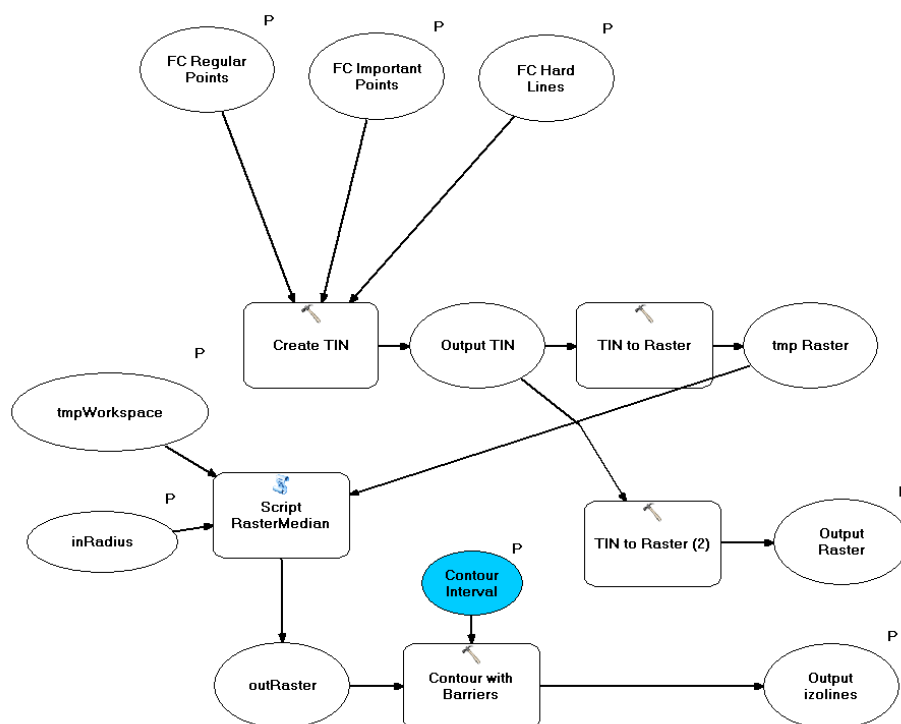 P
P
P
FC Regular
Points
FC Important
Points
FC Hard
Lines
Create TIN
Output TIN
TIN to Raster
tmp Raster
P
tmpWorkspace
P
inRadius
Script
RasterMedian
P
Contour
Interval
TIN to Raster (2)
P
Output
Raster
outRaster
Contour with
Barriers
P
Output
izolines